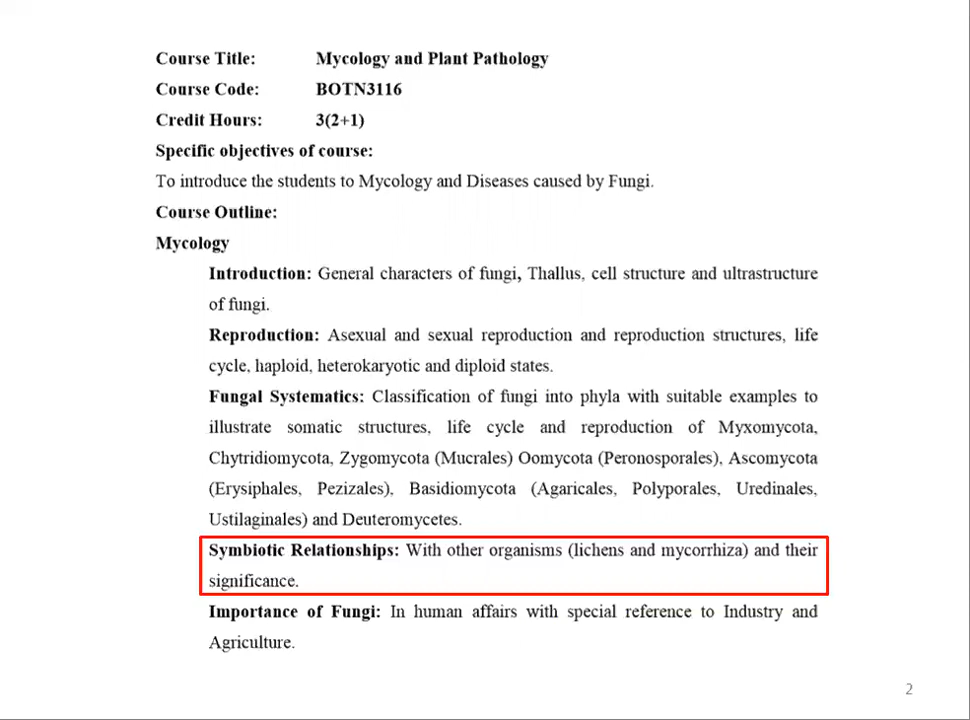 Course Title: Mycology and Plant Pathology
Course Code: BOTN3116
Credit Hours: 3(2+1)
Specific objectives of course:
To introduce the students to Mycology and Diseases caused by Fungi.
Course Outline:
Mycology
Introduction: General characters of fungi, Thallus, cell structure and ultrastructure
of fungi.
Reproduction: Asexual and sexual reproduction and reproduction structures, life
cycle, haploid, heterokaryotic and diploid states.
Fungal Systematics: Classification of fungi into phyla with suitable examples to
illustrate somatic structures, life cycle and reproduction of Myxomycota,
Chytridiomycota, Zygomycota (Mucrales) Oomycota (Peronosporales), Ascomycota
(Erysiphales, Pezizales), Basidiomycota (Agaricales, Polyporales, Uredinales,
Ustilaginales) and Deuteromycetes.
Symbiotic Relationships: With other organisms (lichens and mycorrhiza) and their
significance.
Importance of Fungi: In human affairs with special reference to Industry and
Agriculture.
2